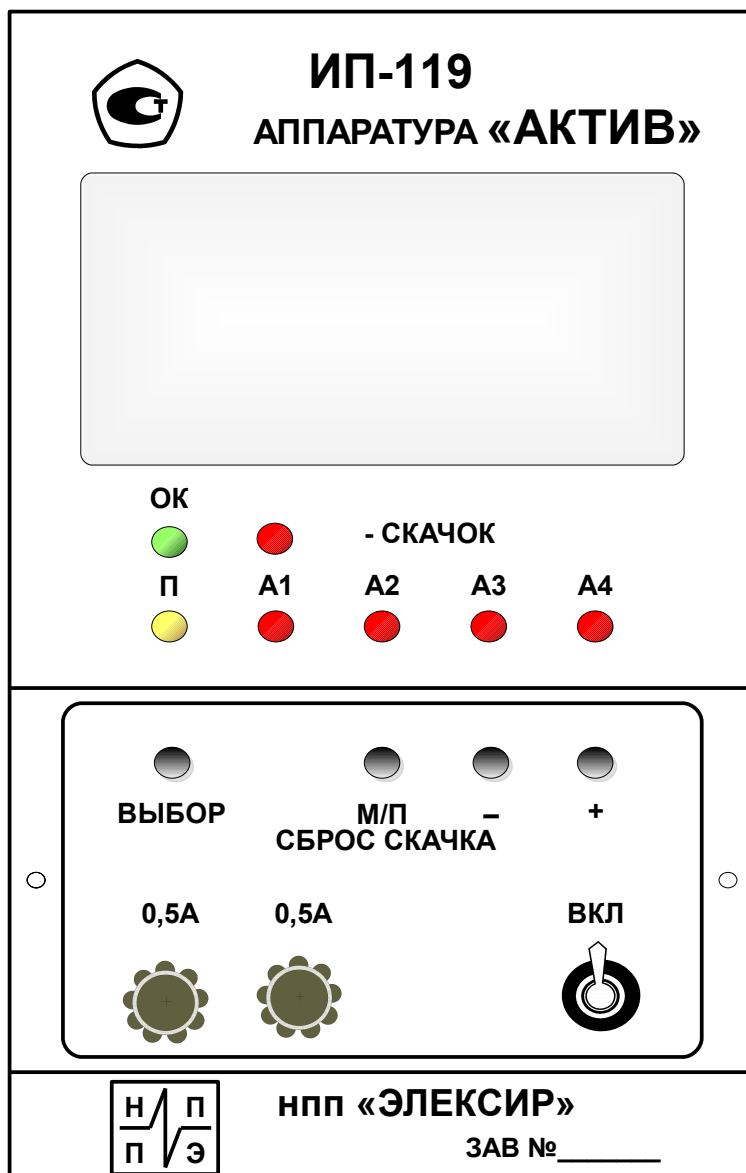 ИП-119
Т
АППАРАТУРА «АКТИВ»
ОК
- СКАЧОК
П А1 А2 А3 А4
ВЫБОР М/П – +
СБРОС СКАЧКА
0,5А 0,5А ВКЛ
Н П
П Э
нпп «ЭЛЕКСИР»
ЗАВ №_______